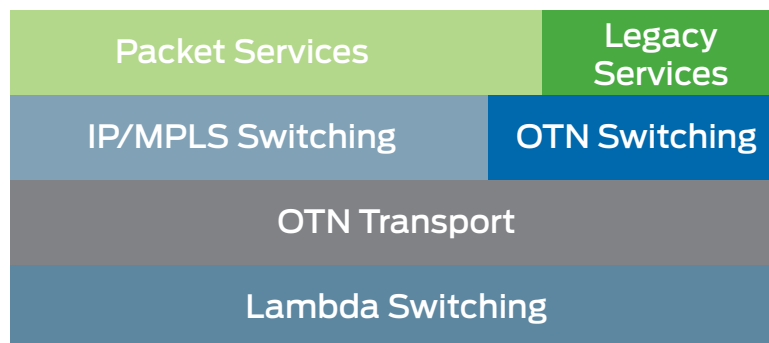 Packet Services
Legacy
Services
IP/MPLS Switching
OTN Switching
OTN Transport
Lambda Switching